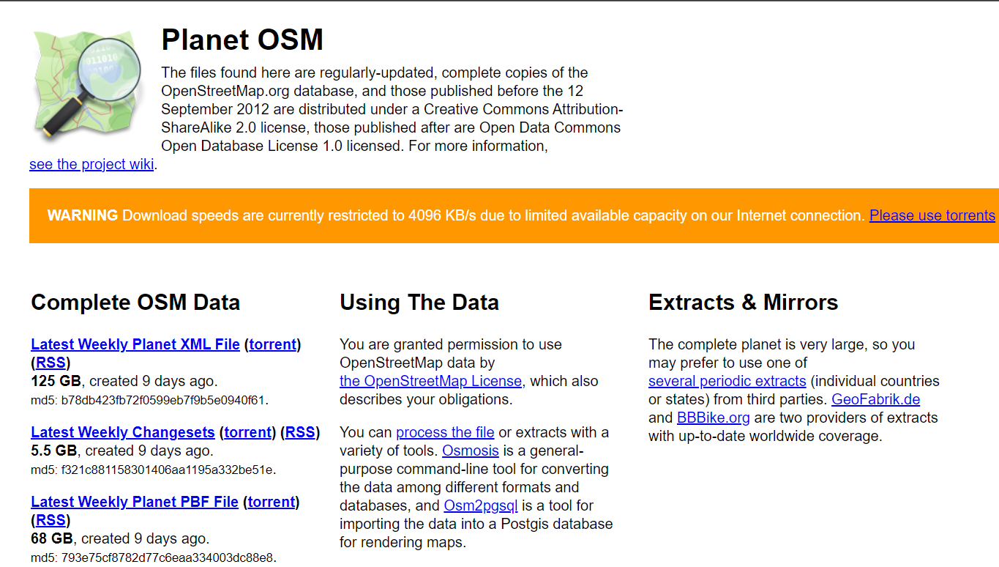 Planet OSM
The files found here are regularly-updated, complete copies of the
OpenStreetMap.org database, and those published before the 12
September 2012 are distributed under a Creative Commons Attribution-
ShareAlike 2.0 license, those published after are Open Data Commons
Open Database License 1.0 licensed. For more information,
see the project wiki.
WARNING Download speeds are currently restricted to 4096 KB/s due to limited available capacity on our Internet connection. Please use torrents
Complete OSM Data
Latest Weekly Planet XML File (torrent)
(RSS)
125 GB, created 9 days ago.
md5: b78db423fb72f0599eb7f9b5e0940f61.
Latest Weekly Changesets (torrent) (RSS)
5.5 GB, created 9 days ago.
md5: f321c881158301406aa1195a332be51e.
Latest Weekly Planet PBF File (torrent)
(RSS)
68 GB, created 9 days ago.
md5: 793e75cf8782d77c6eaa334003dc88e8.
Using The Data
You are granted permission to use
OpenStreetMap data by
the OpenStreetMap License, which also
describes your obligations.
You can process the file or extracts with a
variety of tools. Osmosis is a general-
purpose command-line tool for converting
the data among different formats and
databases, and Osm2pgsql is a tool for
importing the data into a Postgis database
for rendering maps.
Extracts & Mirrors
The complete planet is very large, so you
may prefer to use one of
several periodic extracts (individual countries
or states) from third parties. GeoFabrik.de
and BBBike.org are two providers of extracts
with up-to-date worldwide coverage.